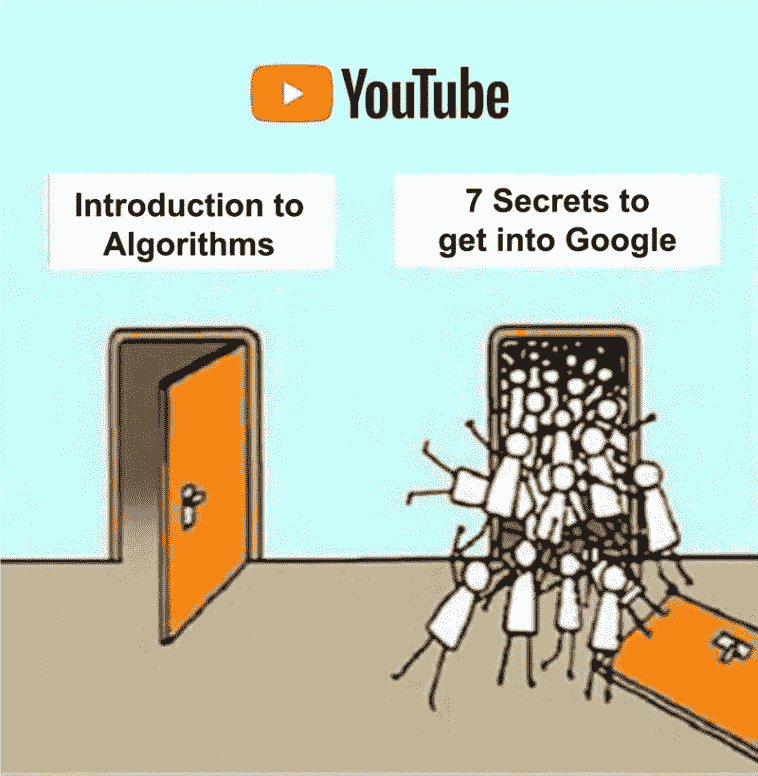 YouTube
Introduction to
Algorithms
7 Secrets to
get into Google